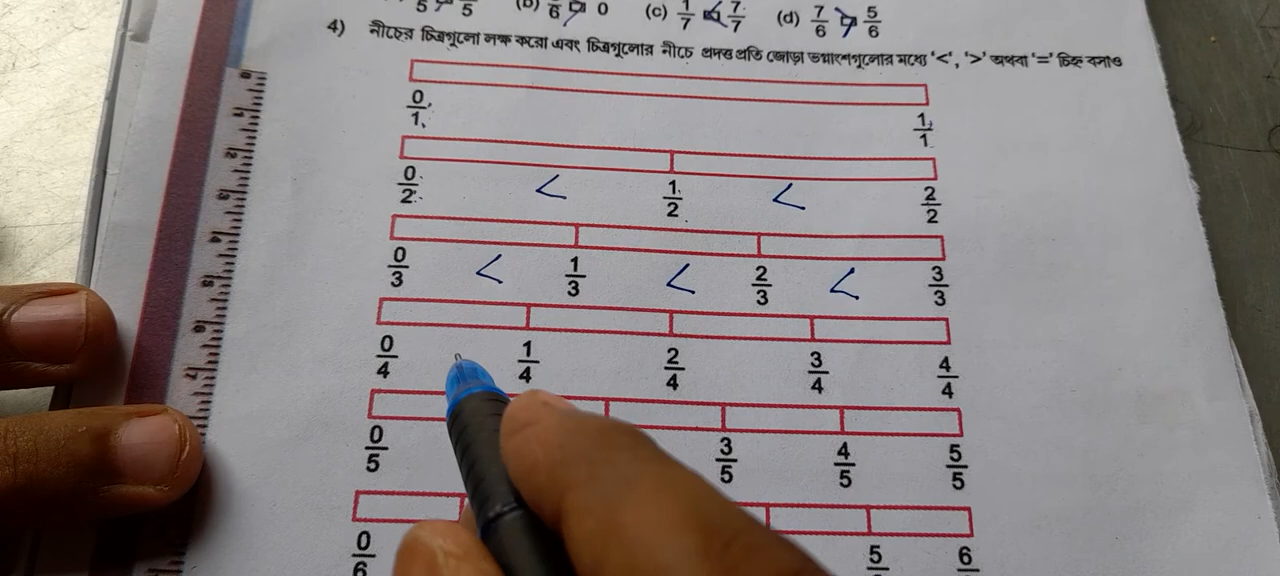 5 > 5 (b) 6 > 0 (c) 1/7 < 7/7 (d) 7/6 > 5/6
4) নীচের চিত্রগুলো লক্ষ করো এবং চিত্রগুলোর নীচে প্রদত্ত প্রতি জোড়া ভগ্নাংশগুলোর মধ্যে '<', '>' অথবা '=' চিহ্ন বসাও
0/1 1/1
0/2 < 1/2 < 2/2
0/3 < 1/3 < 2/3 < 3/3
0/4 1/4 2/4 3/4 4/4
0/5 3/5 4/5 5/5
0/6 5 6